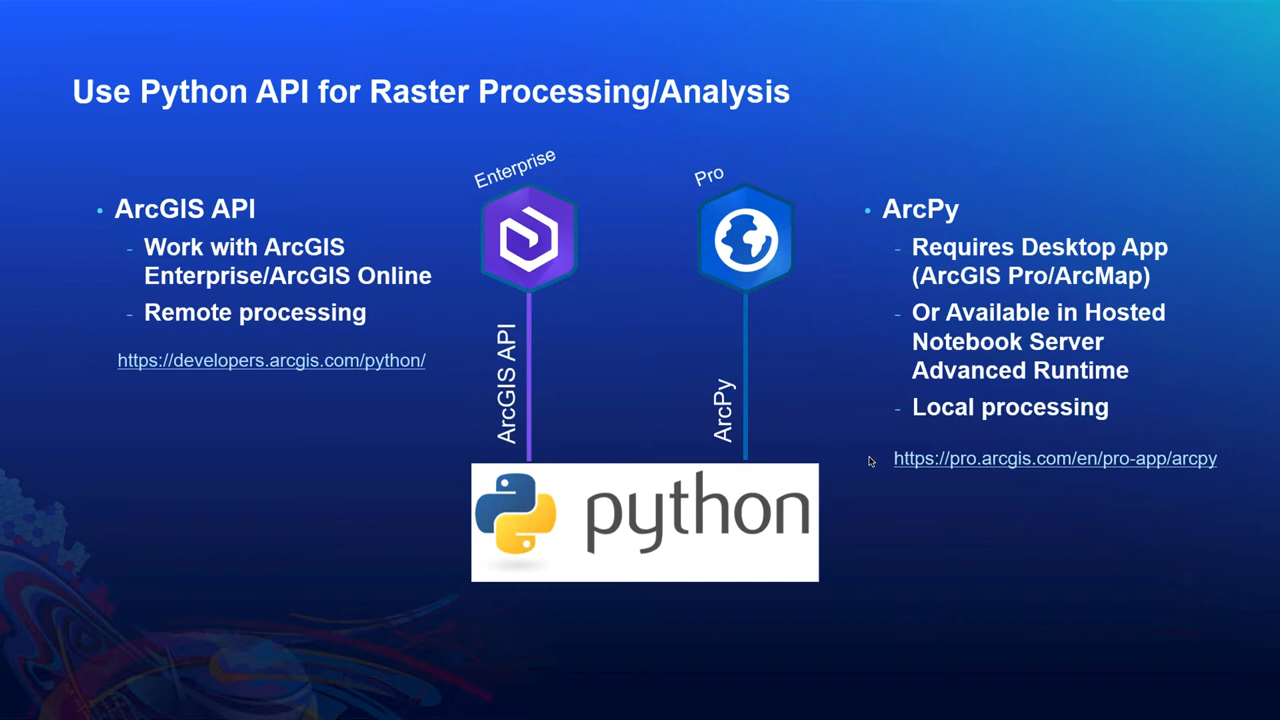 Use Python API for Raster Processing/Analysis
• ArcGIS API
- Work with ArcGIS
Enterprise/ArcGIS Online
- Remote processing
https://developers.arcgis.com/python/
Enterprise
ArcGIS API
Pro
ArcPy
python
• ArcPy
- Requires Desktop App
(ArcGIS Pro/ArcMap)
- Or Available in Hosted
Notebook Server
Advanced Runtime
- Local processing
https://pro.arcgis.com/en/pro-app/arcpy